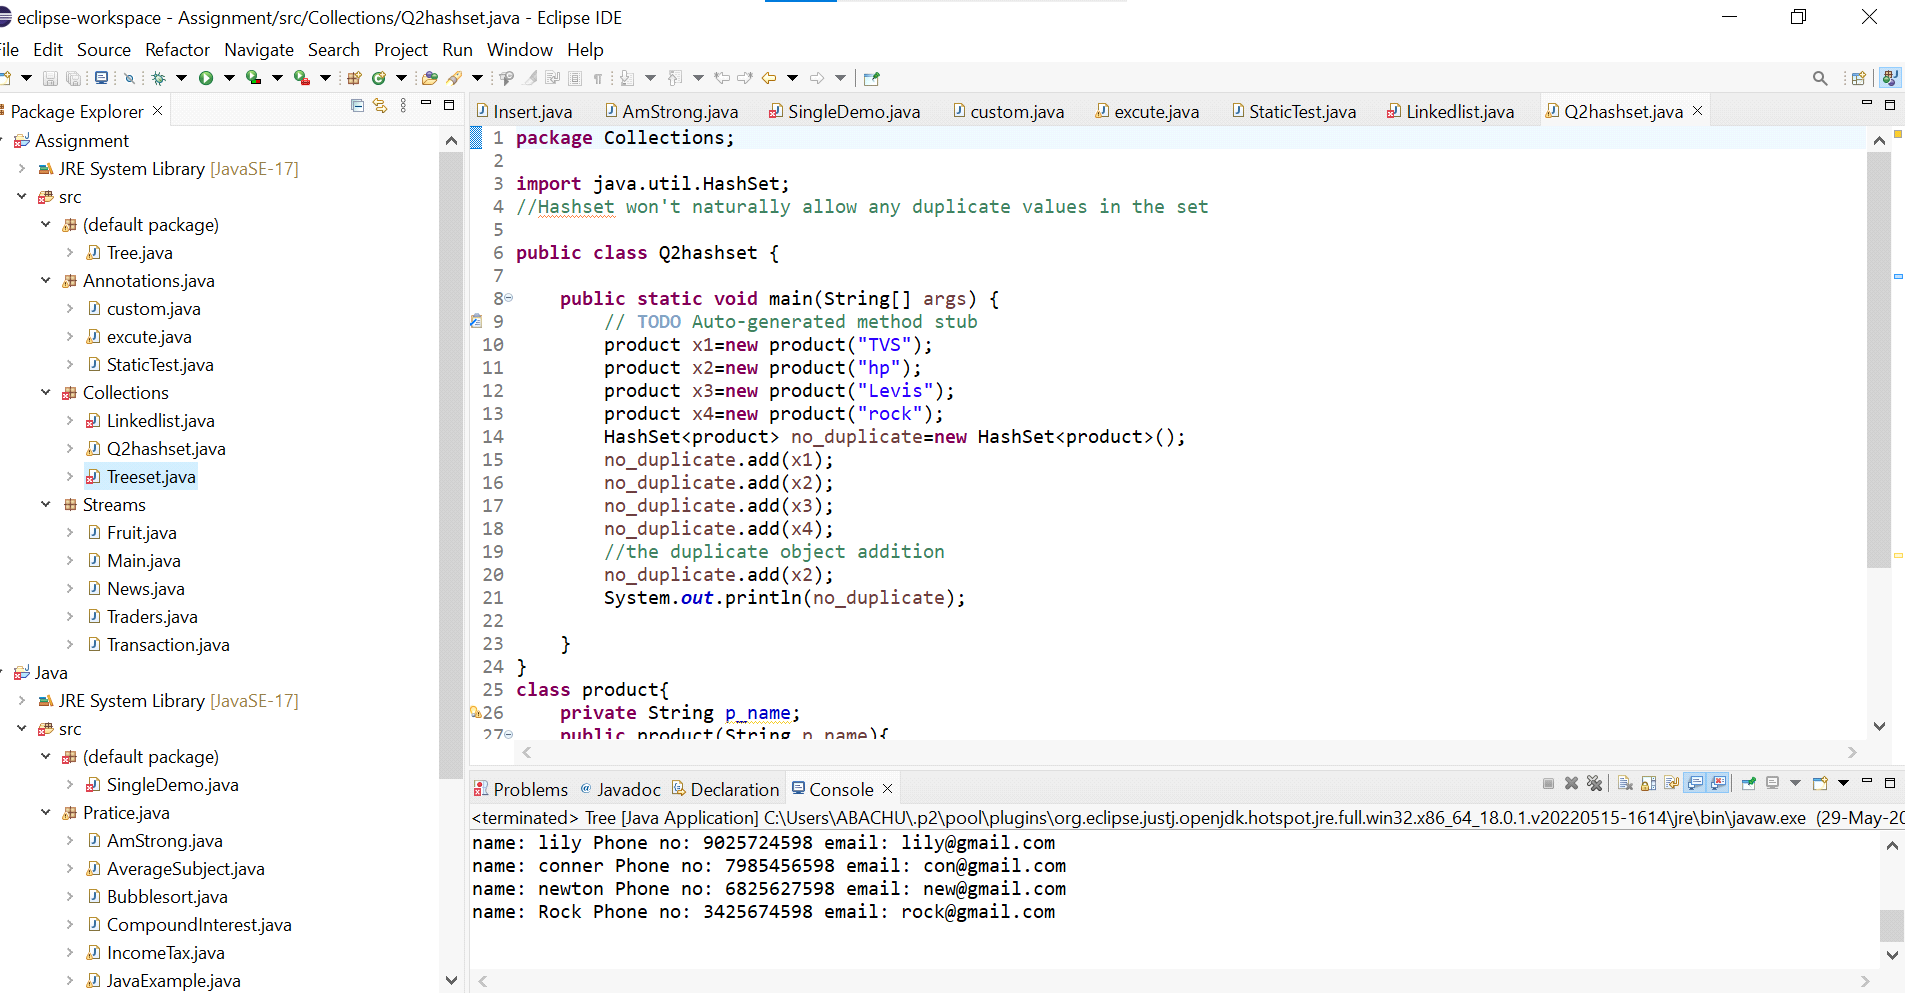 eclipse-workspace - Assignment/src/Collections/Q2hashset.java - Eclipse IDE
File Edit Source Refactor Navigate Search Project Run Window Help
Package Explorer
Assignment
JRE System Library [JavaSE-17]
src
(default package)
Tree.java
Annotations.java
custom.java
excute.java
StaticTest.java
Collections
Linkedlist.java
Q2hashset.java
Treeset.java
Streams
Fruit.java
Main.java
News.java
Traders.java
Transaction.java
Java
JRE System Library [JavaSE-17]
src
(default package)
SingleDemo.java
Pratice.java
AmStrong.java
AverageSubject.java
Bubblesort.java
CompoundInterest.java
IncomeTax.java
JavaExample.java
Insert.java AmStrong.java SingleDemo.java custom.java excute.java StaticTest.java Linkedlist.java Q2hashset.java
1 package Collections;
2
3 import java.util.HashSet;
4 //Hashset won't naturally allow any duplicate values in the set
5
6 public class Q2hashset {
7
8 public static void main(String[] args) {
9 // TODO Auto-generated method stub
10 product x1=new product("TVS");
11 product x2=new product("hp");
12 product x3=new product("Levis");
13 product x4=new product("rock");
14 HashSet<product> no_duplicate=new HashSet<product>();
15 no_duplicate.add(x1);
16 no_duplicate.add(x2);
17 no_duplicate.add(x3);
18 no_duplicate.add(x4);
19 //the duplicate object addition
20 no_duplicate.add(x2);
21 System.out.println(no_duplicate);
22
23 }
24 }
25 class product{
26 private String p_name;
27 public product(String p_name){
Problems Javadoc Declaration Console
<terminated> Tree [Java Application] C:\Users\ABACHU\.p2\pool\plugins\org.eclipse.justj.openjdk.hotspot.jre.full.win32.x86_64_18.0.1.v20220515-1614\jre\bin\javaw.exe (29-May-20
name: lily Phone no: 9025724598 email: lily@gmail.com
name: conner Phone no: 7985456598 email: con@gmail.com
name: newton Phone no: 6825627598 email: new@gmail.com
name: Rock Phone no: 3425674598 email: rock@gmail.com